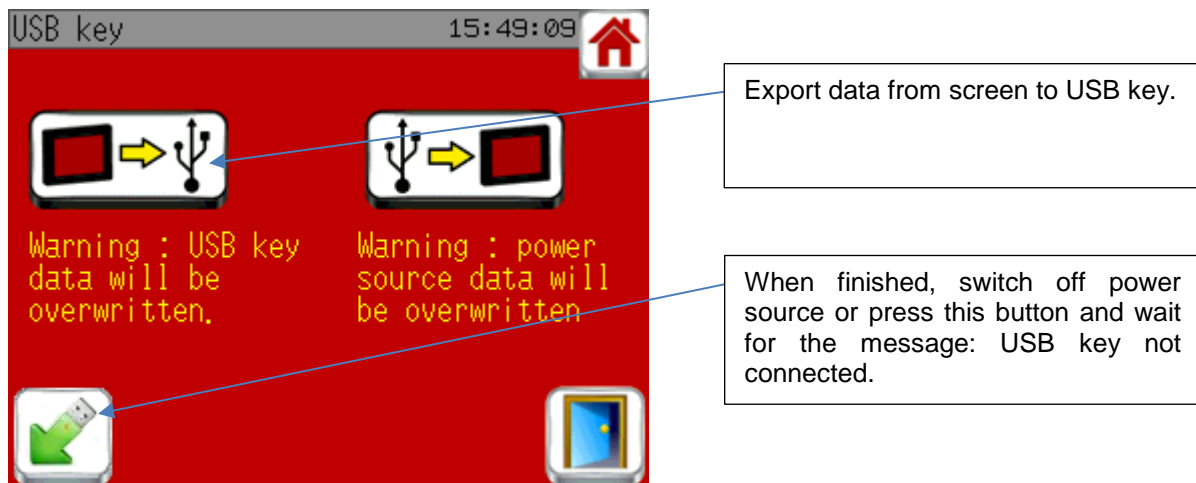 USB key 15:49:09
Warning : USB key
data will be
overwritten.
Warning : power
source data will
be overwritten
Export data from screen to USB key.
When finished, switch off power
source or press this button and wait
for the message: USB key not
connected.